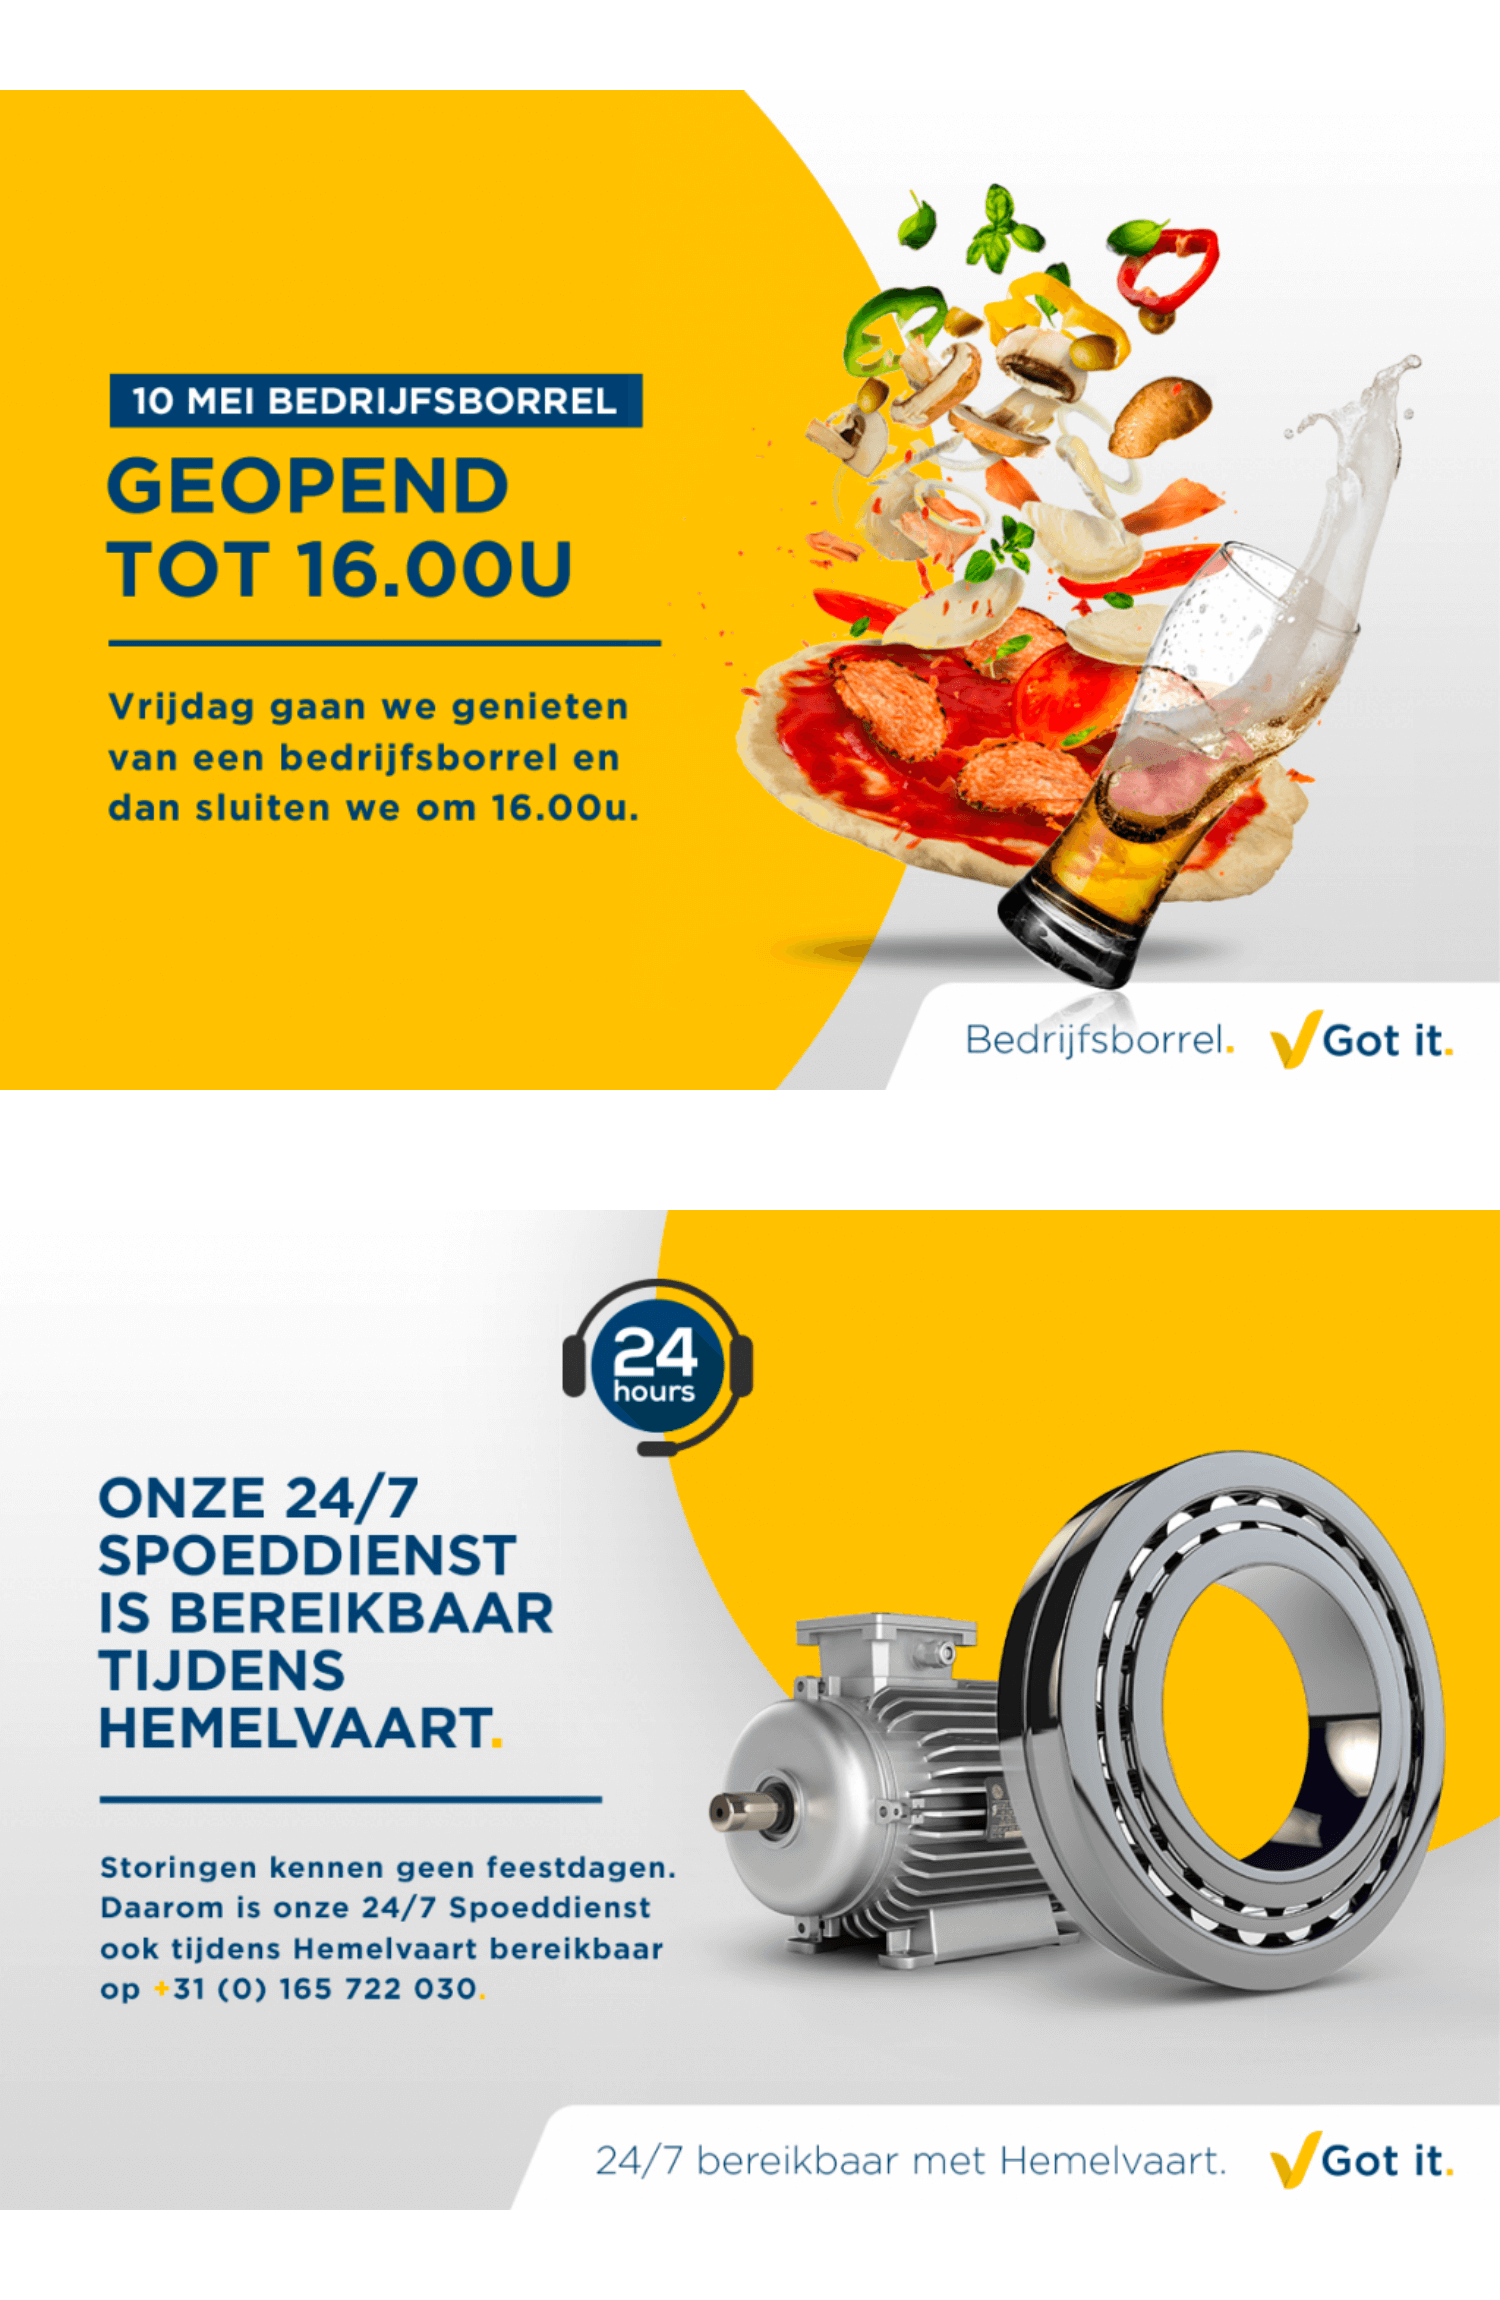 10 MEI BEDRIJFSBORREL
GEOPEND
TOT 16.00U
Vrijdag gaan we genieten
van een bedrijfsborrel en
dan sluiten we om 16.00u.
Bedrijfsborrel. Got it.
24
hours
ONZE 24/7
SPOEDDIENST
IS BEREIKBAAR
TIJDENS
HEMELVAART.
Storingen kennen geen feestdagen.
Daarom is onze 24/7 Spoeddienst
ook tijdens Hemelvaart bereikbaar
op +31 (0) 165 722 030.
24/7 bereikbaar met Hemelvaart. Got it.